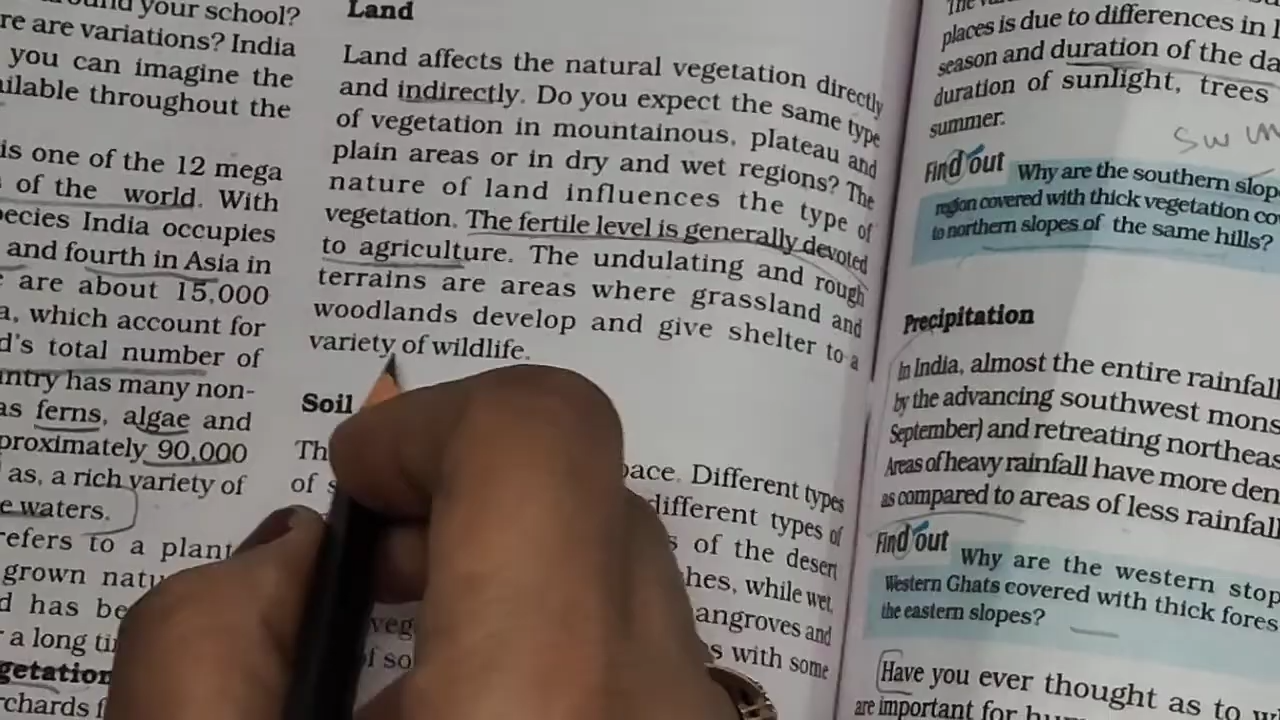 your school?
re are variations? India
you can imagine the
ilable throughout the
is one of the 12 mega
of the world. With
pecies India occupies
and fourth in Asia in
are about 15,000
a, which account for
d's total number of
untry has many non-
as ferns, algae and
proximately 90,000
as, a rich variety of
e waters.
refers to a plant
grown natu
d has be
a long ti
getation
rchards f
Land
Land affects the natural vegetation directly
and indirectly. Do you expect the same type
of vegetation in mountainous, plateau and
plain areas or in dry and wet regions? The
nature of land influences the type of
vegetation. The fertile level is generally devoted
to agriculture. The undulating and rough
terrains are areas where grassland and
woodlands develop and give shelter to a
variety of wildlife.
Soil
Th
of s
pace. Different types
different types of
s of the desert
hes, while wet,
angroves and
veg
s with some
of so
places is due to differences in l
season and duration of the da
duration of sunlight, trees
summer.
Find out Why are the southern slop
region covered with thick vegetation co
to northern slopes of the same hills?
Precipitation
In India, almost the entire rainfall
by the advancing southwest mons
September) and retreating northeas
Areas of heavy rainfall have more den
as compared to areas of less rainfall
Find out Why are the western stop
Western Ghats covered with thick fores
the eastern slopes?
Have you ever thought as to w
are important for hum